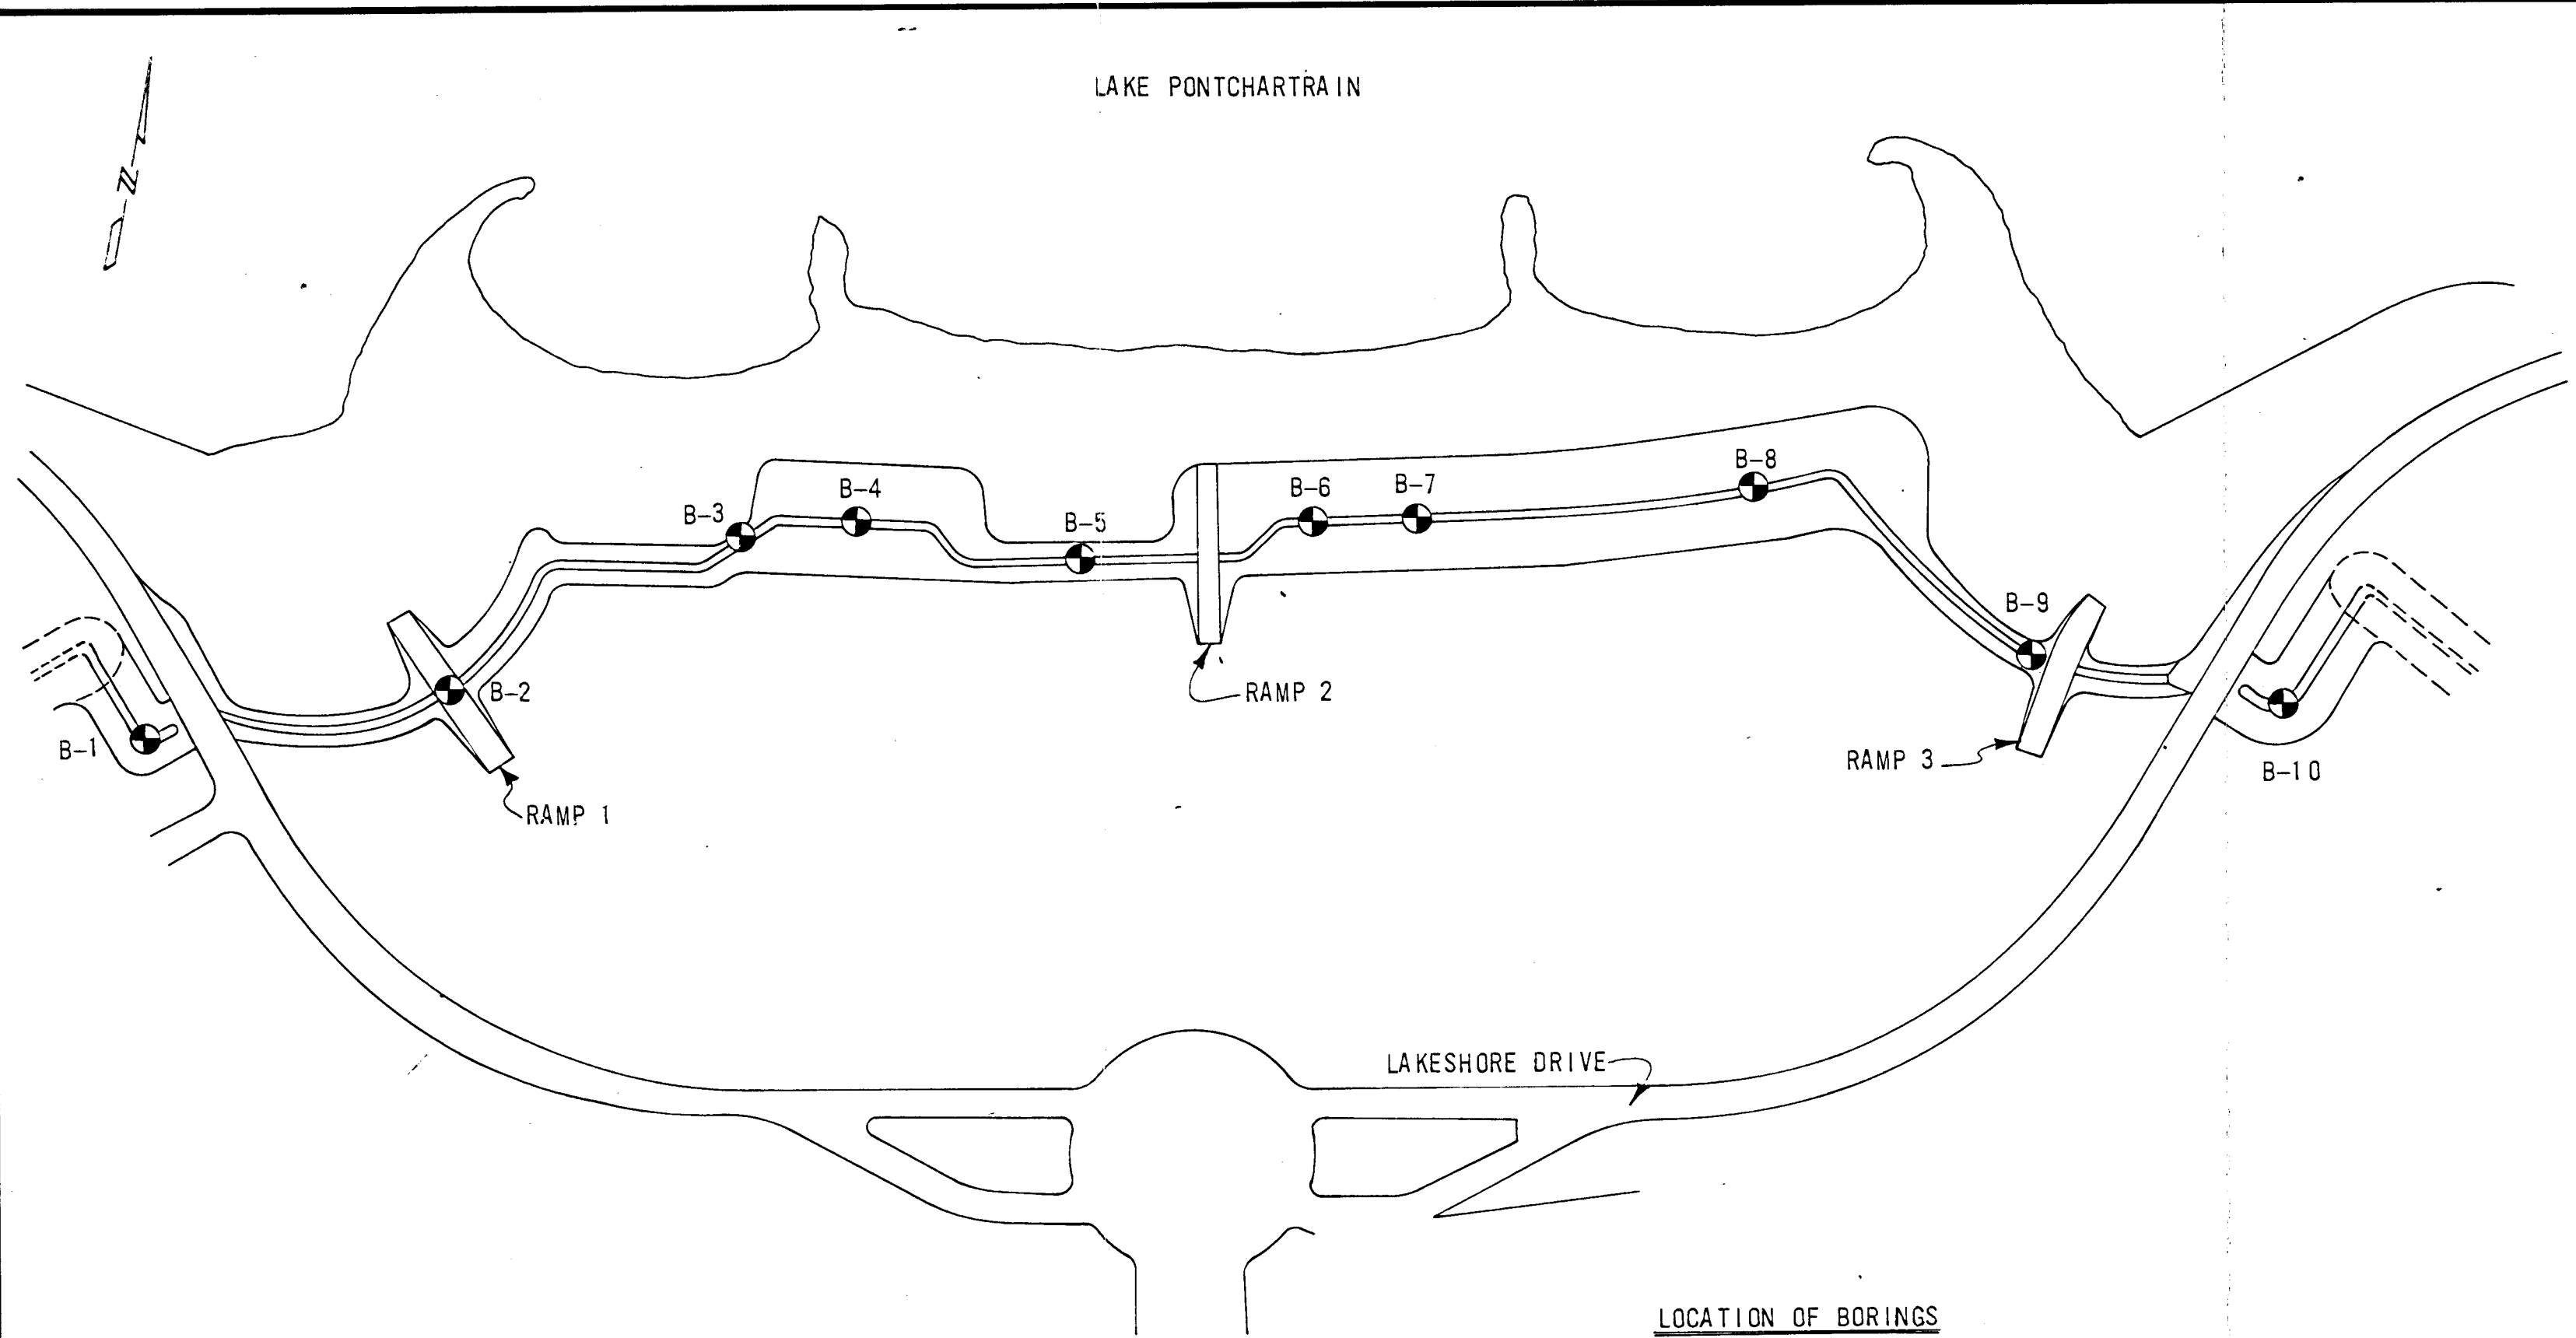 LAKE PONTCHARTRAIN
N
B-8
B-4
B-6
B-7
B-3
B-5
B-9
B-2
RAMP 2
B-1
RAMP 3
B-10
RAMP 1
LAKESHORE DRIVE
LOCATION OF BORINGS